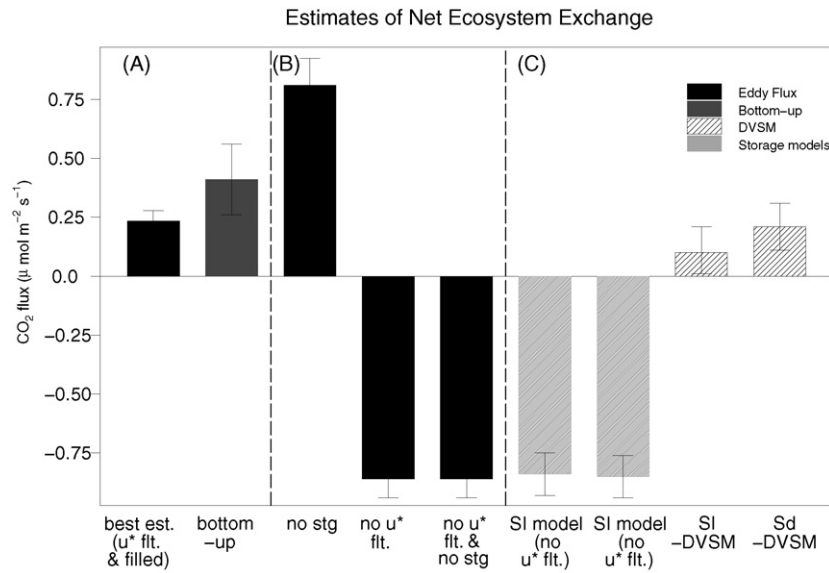 Estimates of Net Ecosystem Exchange
(A)
(B)
(C)
Eddy Flux
Bottom−up
DVSM
Storage models
CO₂ flux (μ mol m⁻² s⁻¹)
0.75
0.50
0.25
0.0
−0.25
−0.50
−0.75
best est.
(u* flt.
& filled)
bottom
−up
no stg
no u*
flt.
no u*
flt. &
no stg
SI model
(no
u* flt.)
SI model
(no
u* flt.)
SI
−DVSM
Sd
−DVSM